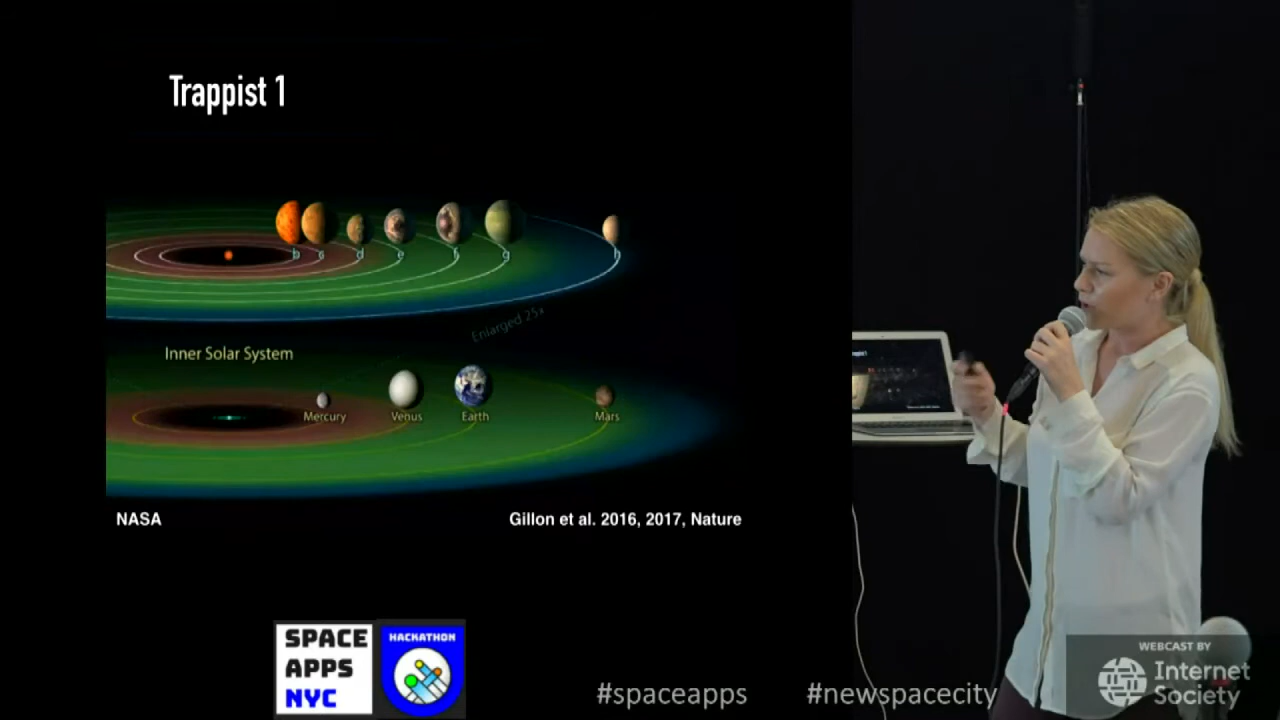 Trappist 1
b c d e f g h
Enlarged 25x
Inner Solar System
Mercury Venus Earth Mars
NASA
Gillon et al. 2016, 2017, Nature
SPACE
APPS
NYC
HACKATHON
#spaceapps
#newspacecity
WEBCAST BY
Internet
Society